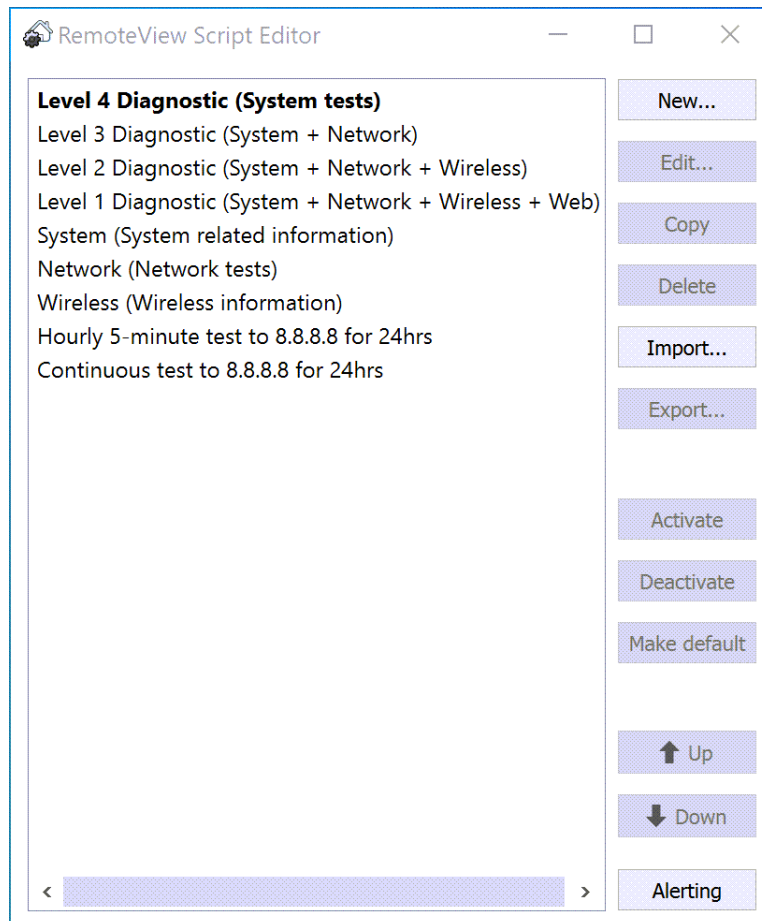 RemoteView Script Editor
Level 4 Diagnostic (System tests)
Level 3 Diagnostic (System + Network)
Level 2 Diagnostic (System + Network + Wireless)
Level 1 Diagnostic (System + Network + Wireless + Web)
System (System related information)
Network (Network tests)
Wireless (Wireless information)
Hourly 5-minute test to 8.8.8.8 for 24hrs
Continuous test to 8.8.8.8 for 24hrs
New...
Edit...
Copy
Delete
Import...
Export...
Activate
Deactivate
Make default
Up
Down
Alerting